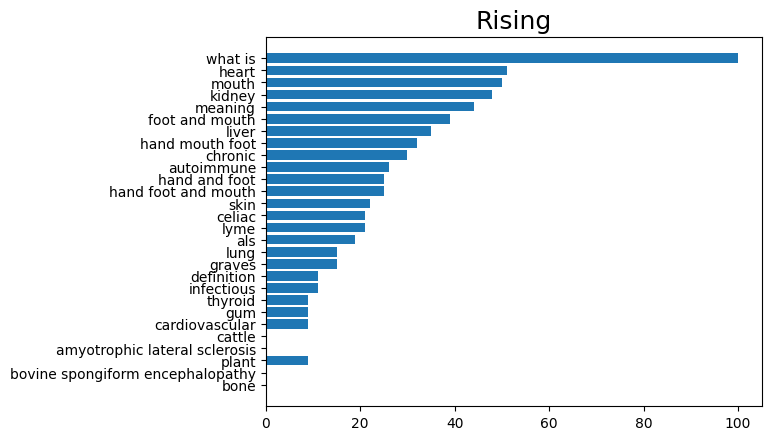 Rising
what is
heart
mouth
kidney
meaning
foot and mouth
liver
hand mouth foot
chronic
autoimmune
hand and foot
hand foot and mouth
skin
celiac
lyme
als
lung
graves
definition
infectious
thyroid
gum
cardiovascular
cattle
amyotrophic lateral sclerosis
plant
bovine spongiform encephalopathy
bone
0 20 40 60 80 100